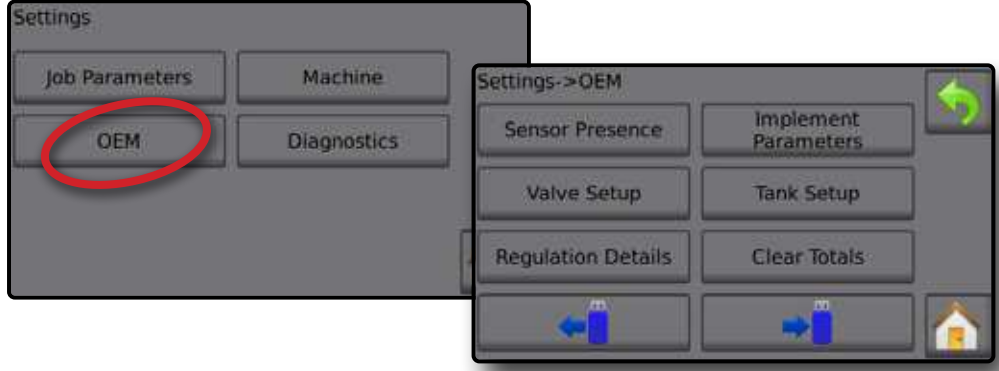 Settings
Job Parameters
Machine
OEM
Diagnostics
Settings->OEM
Sensor Presence
Implement
Parameters
Valve Setup
Tank Setup
Regulation Details
Clear Totals